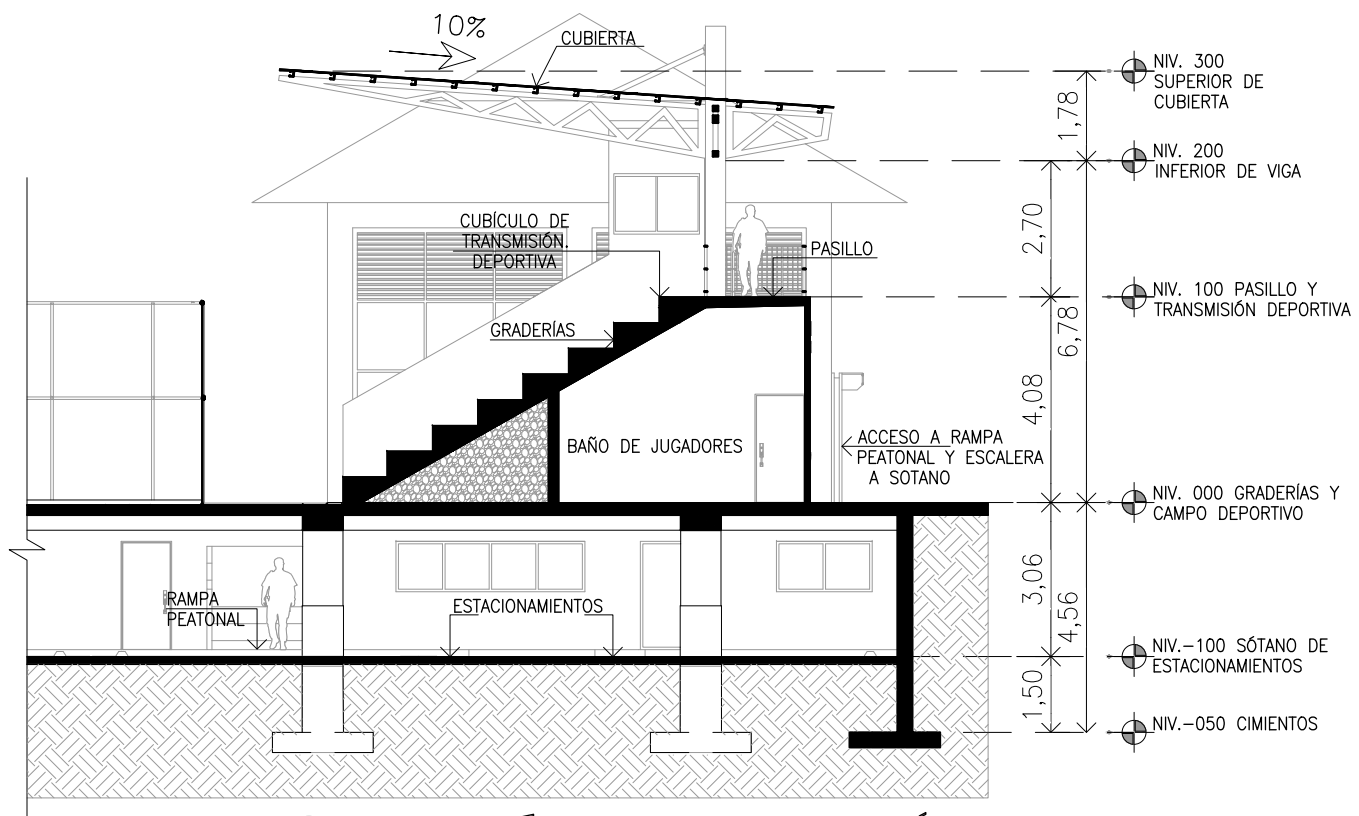 10%
CUBIERTA
NIV. 300
SUPERIOR DE
CUBIERTA
1,78
NIV. 200
INFERIOR DE VIGA
CUBÍCULO DE
TRANSMISIÓN.
DEPORTIVA
PASILLO
2,70
NIV. 100 PASILLO Y
TRANSMISIÓN DEPORTIVA
GRADERÍAS
6,78
4,08
BAÑO DE JUGADORES
ACCESO A RAMPA
PEATONAL Y ESCALERA
A SOTANO
NIV. 000 GRADERÍAS Y
CAMPO DEPORTIVO
RAMPA
PEATONAL
ESTACIONAMIENTOS
3,06
4,56
NIV.-100 SÓTANO DE
ESTACIONAMIENTOS
1,50
NIV.-050 CIMIENTOS